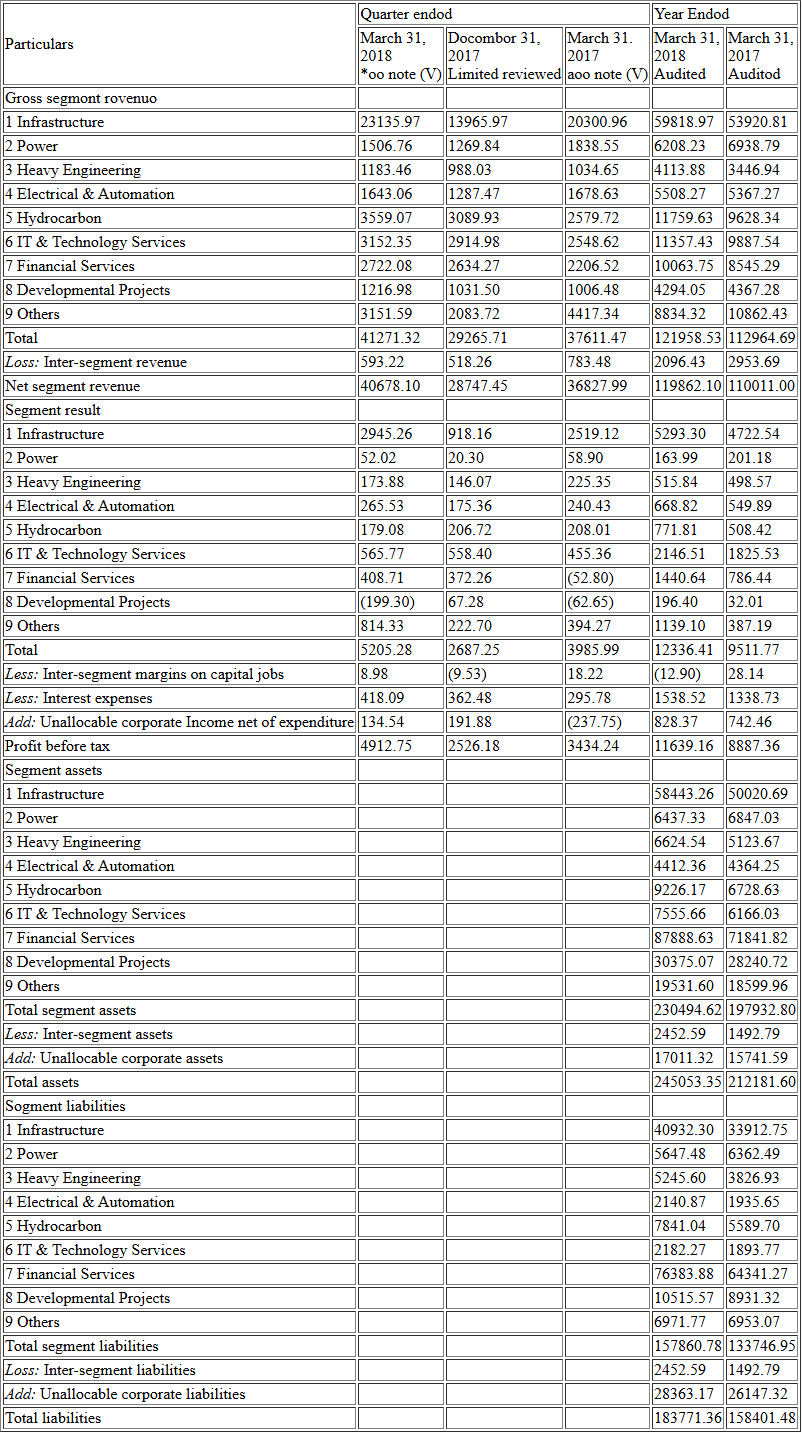 Particulars Quarter endod Year Endod
March 31, 2018 *oo note (V) Docombor 31, 2017 Limited reviewed March 31. 2017 aoo note (V) March 31, 2018 Audited March 31, 2017 Auditod
Gross segmont rovenuo
1 Infrastructure 23135.97 13965.97 20300.96 59818.97 53920.81
2 Power 1506.76 1269.84 1838.55 6208.23 6938.79
3 Heavy Engineering 1183.46 988.03 1034.65 4113.88 3446.94
4 Electrical & Automation 1643.06 1287.47 1678.63 5508.27 5367.27
5 Hydrocarbon 3559.07 3089.93 2579.72 11759.63 9628.34
6 IT & Technology Services 3152.35 2914.98 2548.62 11357.43 9887.54
7 Financial Services 2722.08 2634.27 2206.52 10063.75 8545.29
8 Developmental Projects 1216.98 1031.50 1006.48 4294.05 4367.28
9 Others 3151.59 2083.72 4417.34 8834.32 10862.43
Total 41271.32 29265.71 37611.47 121958.53 112964.69
Loss: Inter-segment revenue 593.22 518.26 783.48 2096.43 2953.69
Net segment revenue 40678.10 28747.45 36827.99 119862.10 110011.00
Segment result
1 Infrastructure 2945.26 918.16 2519.12 5293.30 4722.54
2 Power 52.02 20.30 58.90 163.99 201.18
3 Heavy Engineering 173.88 146.07 225.35 515.84 498.57
4 Electrical & Automation 265.53 175.36 240.43 668.82 549.89
5 Hydrocarbon 179.08 206.72 208.01 771.81 508.42
6 IT & Technology Services 565.77 558.40 455.36 2146.51 1825.53
7 Financial Services 408.71 372.26 (52.80) 1440.64 786.44
8 Developmental Projects (199.30) 67.28 (62.65) 196.40 32.01
9 Others 814.33 222.70 394.27 1139.10 387.19
Total 5205.28 2687.25 3985.99 12336.41 9511.77
Less: Inter-segment margins on capital jobs 8.98 (9.53) 18.22 (12.90) 28.14
Less: Interest expenses 418.09 362.48 295.78 1538.52 1338.73
Add: Unallocable corporate Income net of expenditure 134.54 191.88 (237.75) 828.37 742.46
Profit before tax 4912.75 2526.18 3434.24 11639.16 8887.36
Segment assets
1 Infrastructure 58443.26 50020.69
2 Power 6437.33 6847.03
3 Heavy Engineering 6624.54 5123.67
4 Electrical & Automation 4412.36 4364.25
5 Hydrocarbon 9226.17 6728.63
6 IT & Technology Services 7555.66 6166.03
7 Financial Services 87888.63 71841.82
8 Developmental Projects 30375.07 28240.72
9 Others 19531.60 18599.96
Total segment assets 230494.62 197932.80
Less: Inter-segment assets 2452.59 1492.79
Add: Unallocable corporate assets 17011.32 15741.59
Total assets 245053.35 212181.60
Sogment liabilities
1 Infrastructure 40932.30 33912.75
2 Power 5647.48 6362.49
3 Heavy Engineering 5245.60 3826.93
4 Electrical & Automation 2140.87 1935.65
5 Hydrocarbon 7841.04 5589.70
6 IT & Technology Services 2182.27 1893.77
7 Financial Services 76383.88 64341.27
8 Developmental Projects 10515.57 8931.32
9 Others 6971.77 6953.07
Total segment liabilities 157860.78 133746.95
Loss: Inter-segment liabilities 2452.59 1492.79
Add: Unallocable corporate liabilities 28363.17 26147.32
Total liabilities 183771.36 158401.48